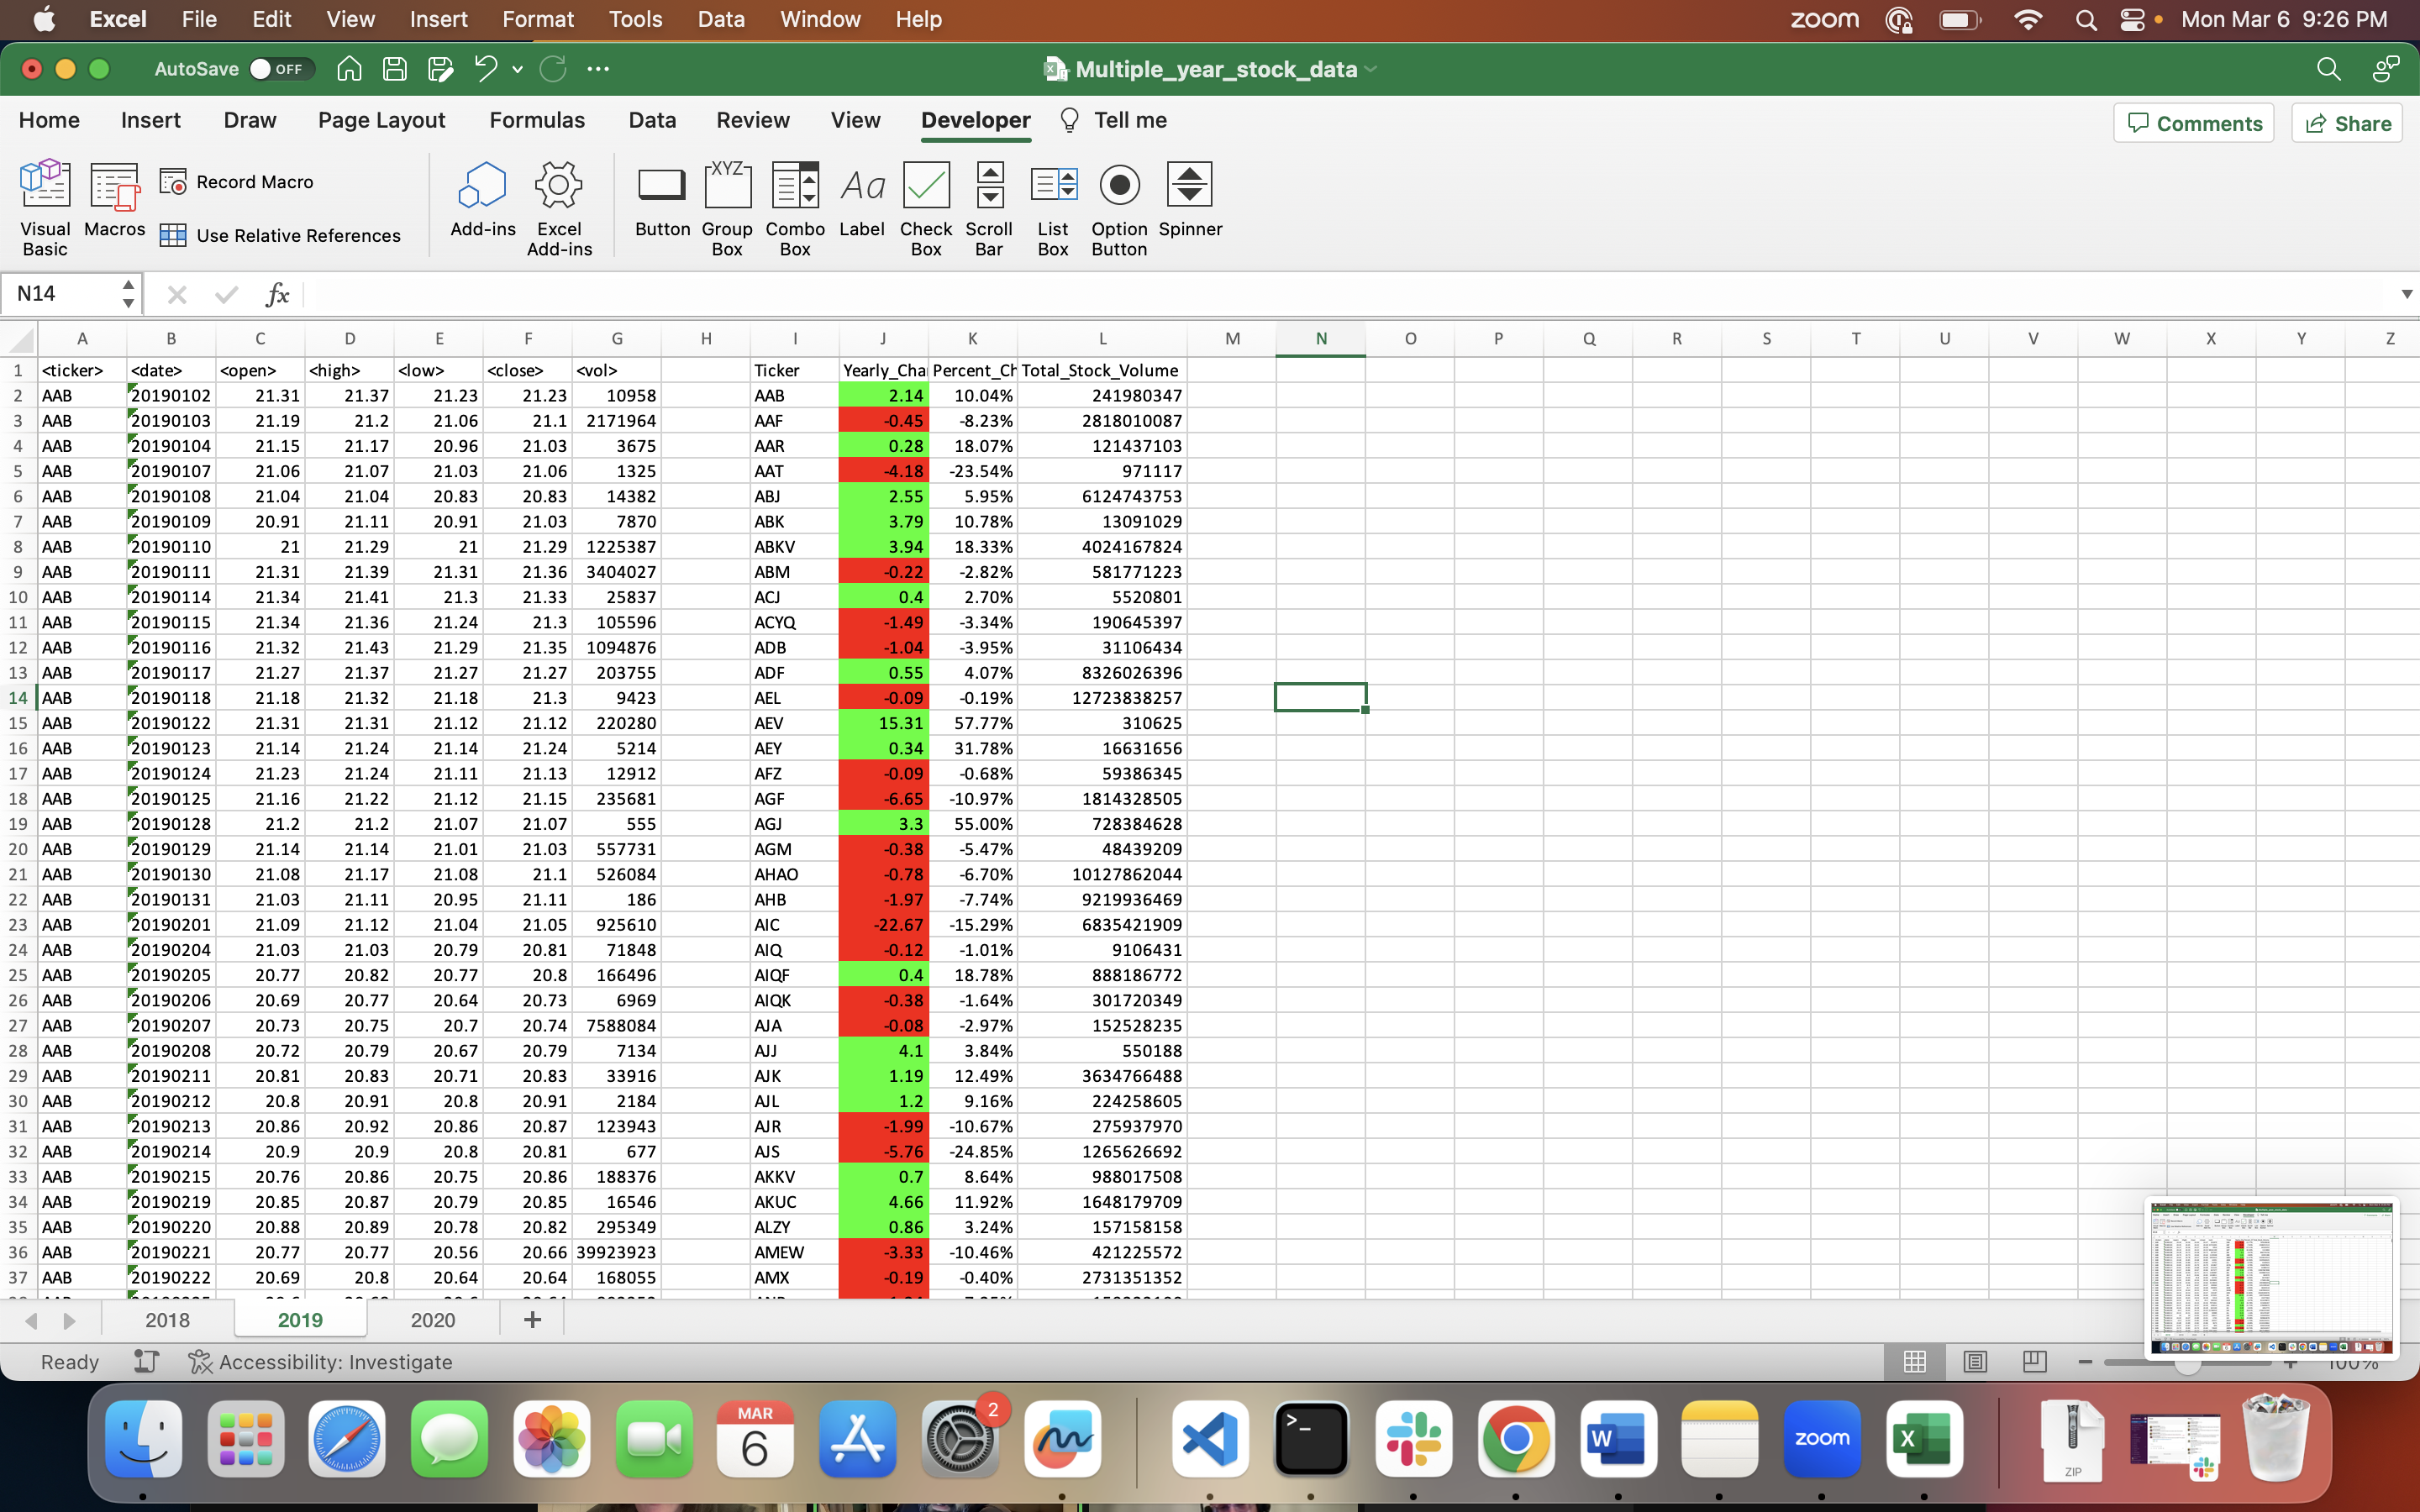 Excel File Edit View Insert Format Tools Data Window Help zoom Mon Mar 6 9:26 PM
AutoSave OFF Multiple_year_stock_data
Home Insert Draw Page Layout Formulas Data Review View Developer Tell me Comments Share
Visual Basic Macros Record Macro Use Relative References Add-ins Excel Add-ins Button Group Box Combo Box Label Check Box Scroll Bar List Box Option Button Spinner
XYZ Aa
N14 fx
A B C D E F G H I J K L M N O P Q R S T U V W X Y Z
1 <ticker> <date> <open> <high> <low> <close> <vol> Ticker Yearly_Cha Percent_Ch Total_Stock_Volume
2 AAB 20190102 21.31 21.37 21.23 21.23 10958 AAB 2.14 10.04% 241980347
3 AAB 20190103 21.19 21.2 21.06 21.1 2171964 AAF -0.45 -8.23% 2818010087
4 AAB 20190104 21.15 21.17 20.96 21.03 3675 AAR 0.28 18.07% 121437103
5 AAB 20190107 21.06 21.07 21.03 21.06 1325 AAT -4.18 -23.54% 971117
6 AAB 20190108 21.04 21.04 20.83 20.83 14382 ABJ 2.55 5.95% 6124743753
7 AAB 20190109 20.91 21.11 20.91 21.03 7870 ABK 3.79 10.78% 13091029
8 AAB 20190110 21 21.29 21 21.29 1225387 ABKV 3.94 18.33% 4024167824
9 AAB 20190111 21.31 21.39 21.31 21.36 3404027 ABM -0.22 -2.82% 581771223
10 AAB 20190114 21.34 21.41 21.3 21.33 25837 ACJ 0.4 2.70% 5520801
11 AAB 20190115 21.34 21.36 21.24 21.3 105596 ACYQ -1.49 -3.34% 190645397
12 AAB 20190116 21.32 21.43 21.29 21.35 1094876 ADB -1.04 -3.95% 31106434
13 AAB 20190117 21.27 21.37 21.27 21.27 203755 ADF 0.55 4.07% 8326026396
14 AAB 20190118 21.18 21.32 21.18 21.3 9423 AEL -0.09 -0.19% 12723838257
15 AAB 20190122 21.31 21.31 21.12 21.12 220280 AEV 15.31 57.77% 310625
16 AAB 20190123 21.14 21.24 21.14 21.24 5214 AEY 0.34 31.78% 16631656
17 AAB 20190124 21.23 21.24 21.11 21.13 12912 AFZ -0.09 -0.68% 59386345
18 AAB 20190125 21.16 21.22 21.12 21.15 235681 AGF -6.65 -10.97% 1814328505
19 AAB 20190128 21.2 21.2 21.07 21.07 555 AGJ 3.3 55.00% 728384628
20 AAB 20190129 21.14 21.14 21.01 21.03 557731 AGM -0.38 -5.47% 48439209
21 AAB 20190130 21.08 21.17 21.08 21.1 526084 AHAO -0.78 -6.70% 10127862044
22 AAB 20190131 21.03 21.11 20.95 21.11 186 AHB -1.97 -7.74% 9219936469
23 AAB 20190201 21.09 21.12 21.04 21.05 925610 AIC -22.67 -15.29% 6835421909
24 AAB 20190204 21.03 21.03 20.79 20.81 71848 AIQ -0.12 -1.01% 9106431
25 AAB 20190205 20.77 20.82 20.77 20.8 166496 AIQF 0.4 18.78% 888186772
26 AAB 20190206 20.69 20.77 20.64 20.73 6969 AIQK -0.38 -1.64% 301720349
27 AAB 20190207 20.73 20.75 20.7 20.74 7588084 AJA -0.08 -2.97% 152528235
28 AAB 20190208 20.72 20.79 20.67 20.79 7134 AJJ 4.1 3.84% 550188
29 AAB 20190211 20.81 20.83 20.71 20.83 33916 AJK 1.19 12.49% 3634766488
30 AAB 20190212 20.8 20.91 20.8 20.91 2184 AJL 1.2 9.16% 224258605
31 AAB 20190213 20.86 20.92 20.86 20.87 123943 AJR -1.99 -10.67% 275937970
32 AAB 20190214 20.9 20.9 20.8 20.81 677 AJS -5.76 -24.85% 1265626692
33 AAB 20190215 20.76 20.86 20.75 20.86 188376 AKKV 0.7 8.64% 988017508
34 AAB 20190219 20.85 20.87 20.79 20.85 16546 AKUC 4.66 11.92% 1648179709
35 AAB 20190220 20.88 20.89 20.78 20.82 295349 ALZY 0.86 3.24% 157158158
36 AAB 20190221 20.77 20.77 20.56 20.66 39923923 AMEW -3.33 -10.46% 421225572
37 AAB 20190222 20.69 20.8 20.64 20.64 168055 AMX -0.19 -0.40% 2731351352
2018 2019 2020 +
Ready Accessibility: Investigate 100%
MAR 6 2 >_ W zoom X ZIP